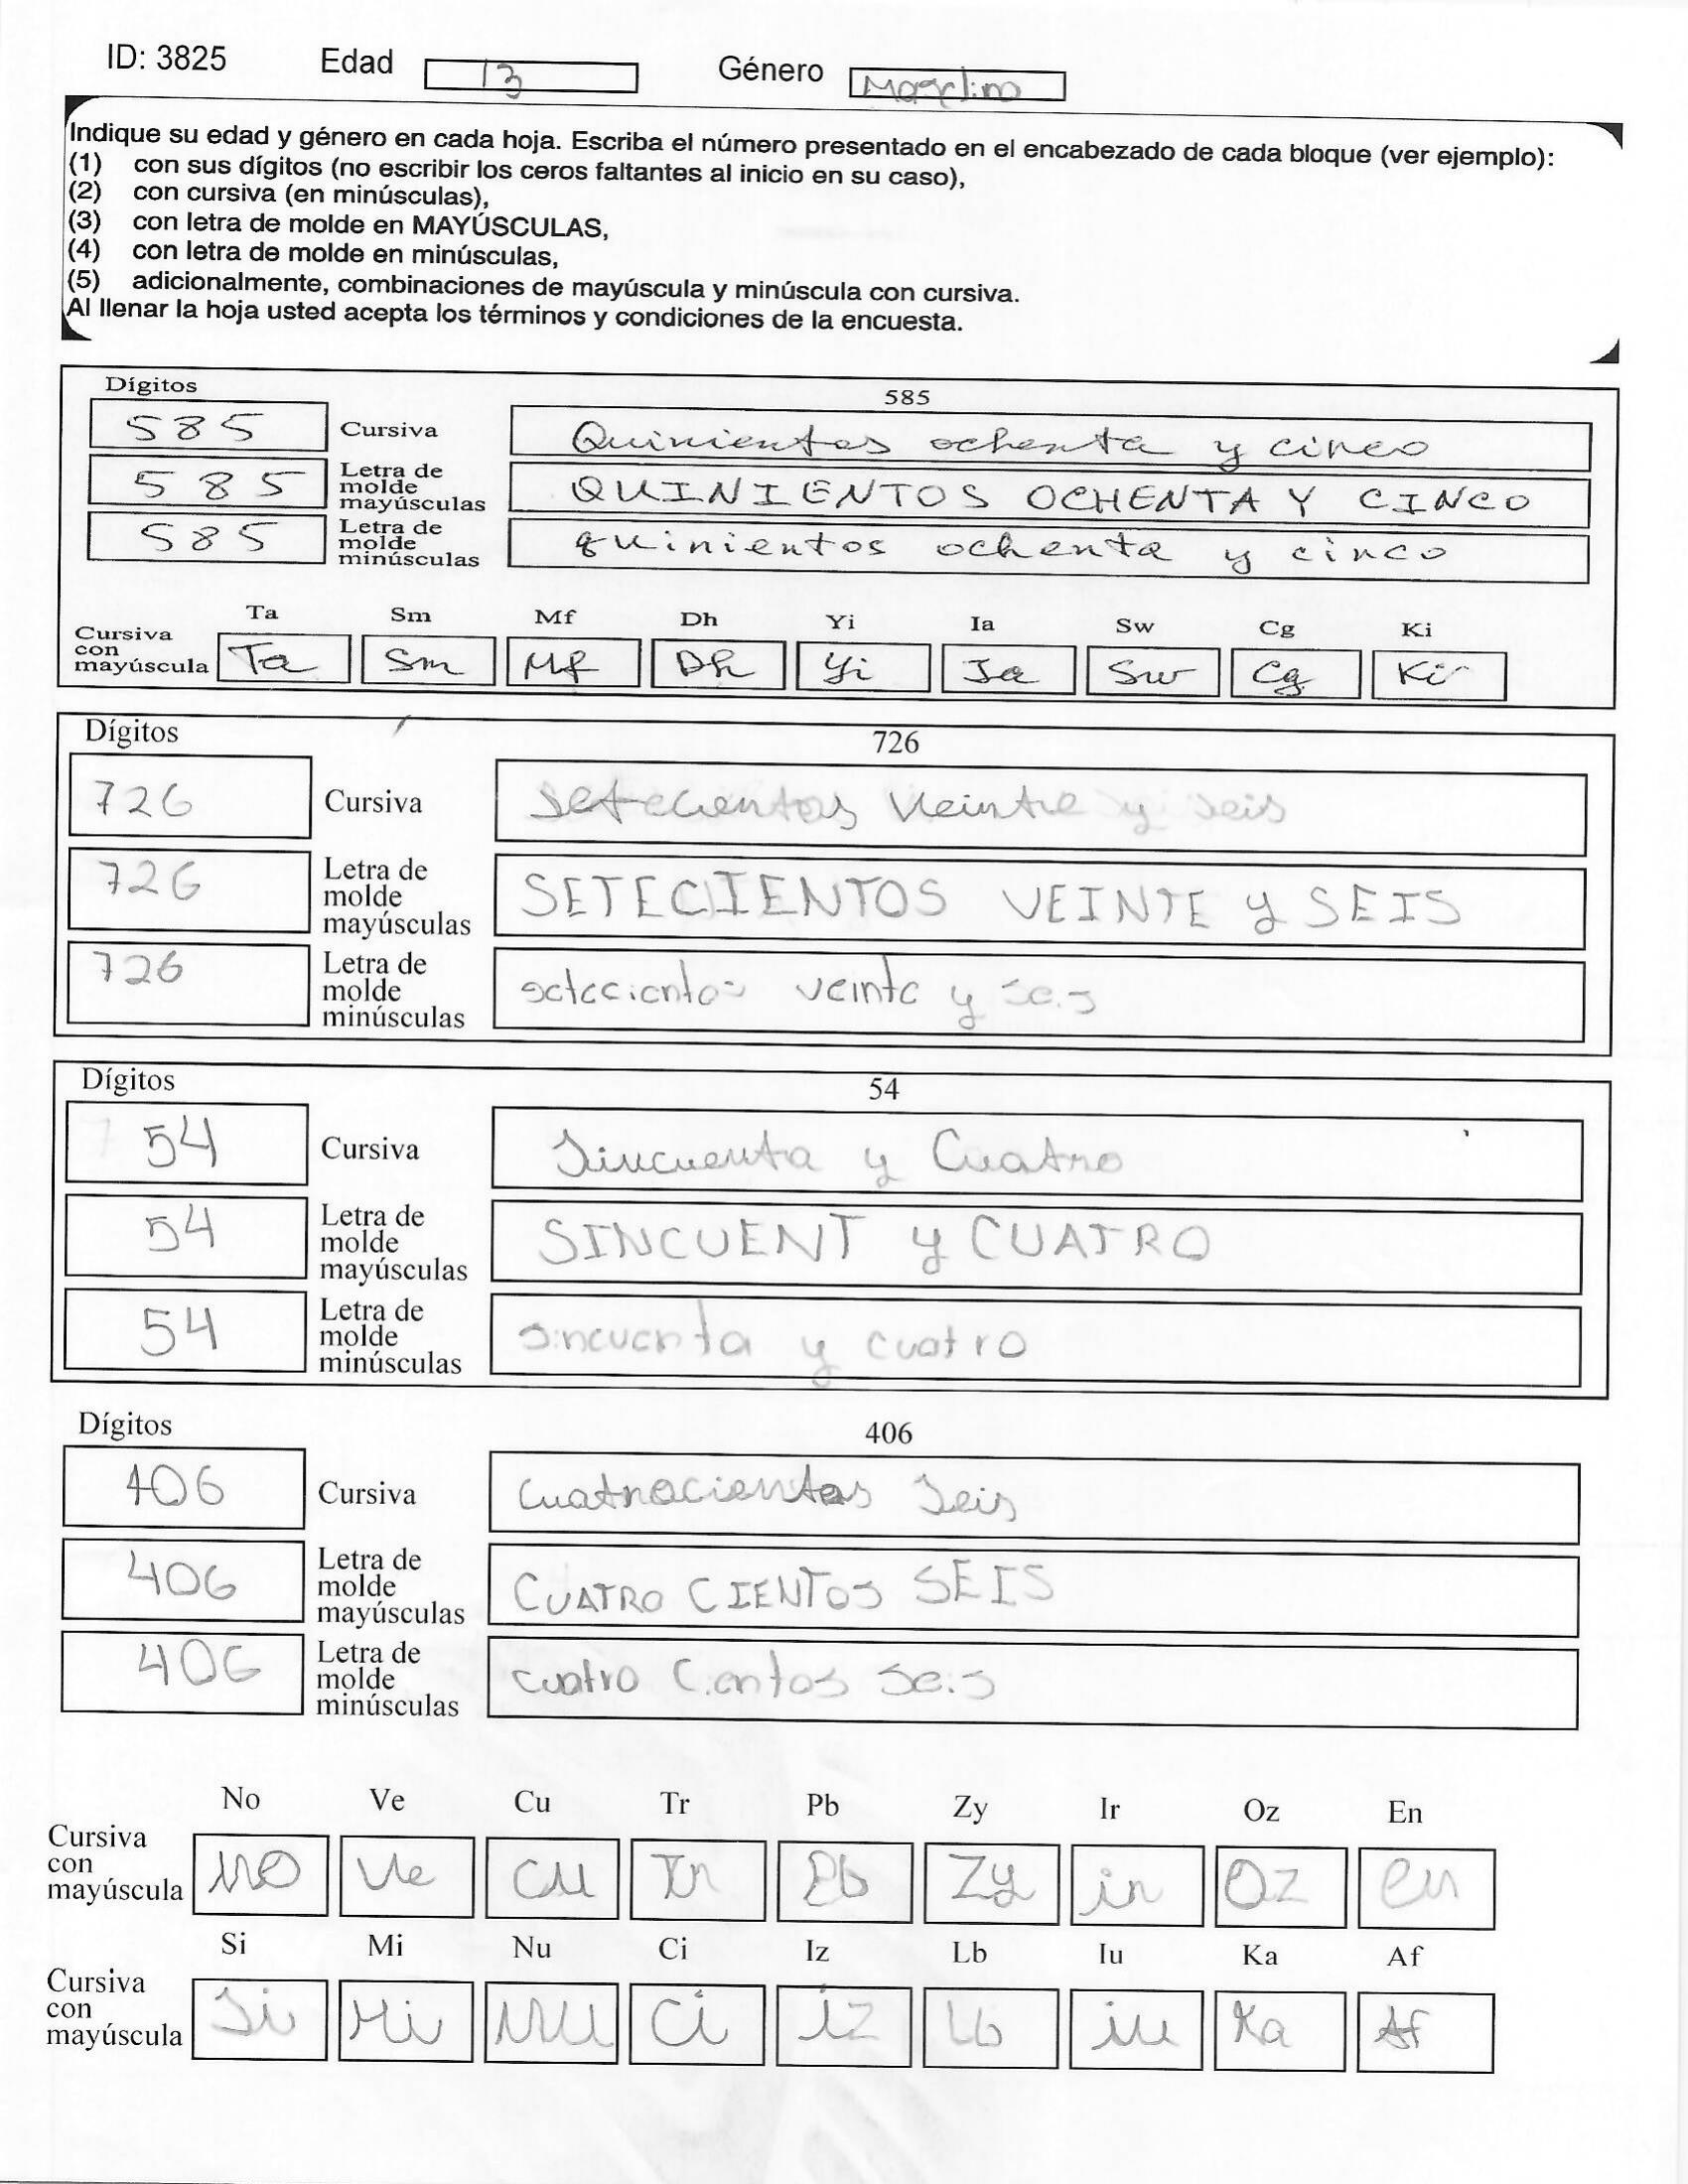 ID: 3825 Edad 13 Género
Indique su edad y género en cada hoja. Escriba el número presentado en el encabezado de cada bloque (ver ejemplo):
(1) con sus dígitos (no escribir los ceros faltantes al inicio en su caso),
(2) con cursiva (en minúsculas),
(3) con letra de molde en MAYÚSCULAS,
(4) con letra de molde en minúsculas,
(5) adicionalmente, combinaciones de mayúscula y minúscula con cursiva.
Al llenar la hoja usted acepta los términos y condiciones de la encuesta.
Dígitos 585
585 Cursiva Quinientos ochenta y cinco
585 Letra de molde mayúsculas QUINIENTOS OCHENTA Y CINCO
585 Letra de molde minúsculas quinientos ochenta y cinco
Ta Sm Mf Dh Yi Ia Sw Cg Ki
Cursiva con mayúscula Ta Sm Mf Dh Yi Ia Sw Cg Ki
Dígitos 726
726 Cursiva Setecientos Veinte y seis
726 Letra de molde mayúsculas SETECIENTOS VEINTE y SEIS
726 Letra de molde minúsculas setecientos veinte y seis
Dígitos 54
54 Cursiva Sincuenta y Cuatro
54 Letra de molde mayúsculas SINCUENT y CUATRO
54 Letra de molde minúsculas sincuenta y cuatro
Dígitos 406
406 Cursiva Cuatrocientos Seis
406 Letra de molde mayúsculas CUATRO CIENTOS SEIS
406 Letra de molde minúsculas cuatro Cientos Seis
No Ve Cu Tr Pb Zy Ir Oz En
Cursiva con mayúscula No Ve Cu Tr Pb Zy ir Oz en
Si Mi Nu Ci Iz Lb Iu Ka Af
Cursiva con mayúscula Si Mi Nu Ci iz Lb iu Ka Af